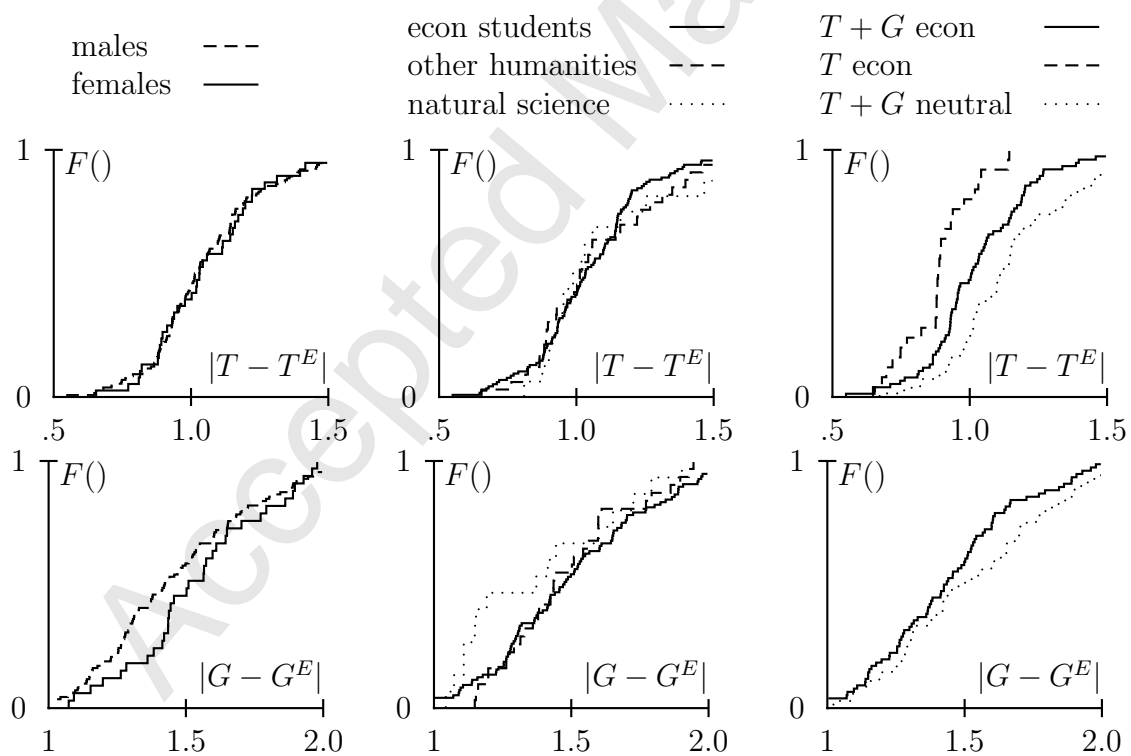 males
females
econ students
other humanities
natural science
T + G econ
T econ
T + G neutral
1 F() |T − T^E| 0
.5 1.0 1.5
1 F() |T − T^E| 0
.5 1.0 1.5
1 F() |T − T^E| 0
.5 1.0 1.5
1 F() |G − G^E| 0
1 1.5 2.0
1 F() |G − G^E| 0
1 1.5 2.0
1 F() |G − G^E| 0
1 1.5 2.0
Accepted Ma